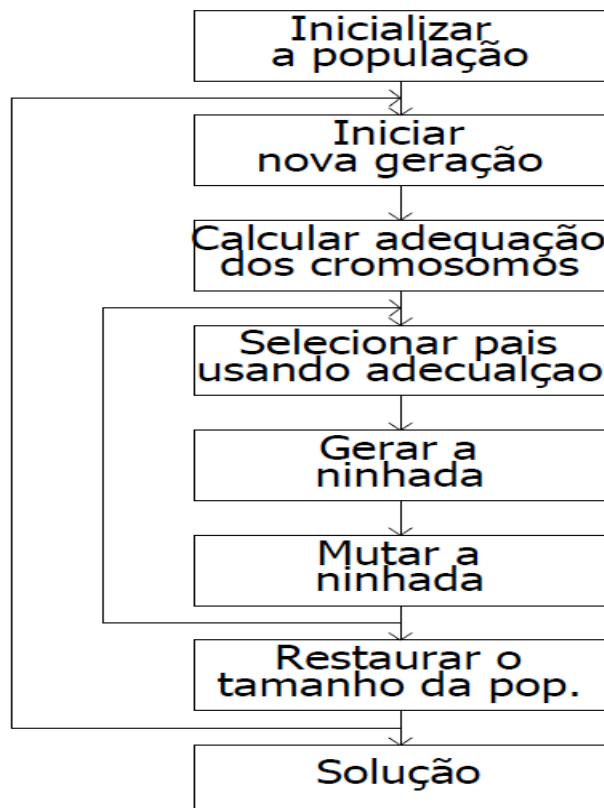 Inicializar
a população
Iniciar
nova geração
Calcular adequação
dos cromosomos
Selecionar pais
usando adecualçao
Gerar a
ninhada
Mutar a
ninhada
Restaurar o
tamanho da pop.
Solução